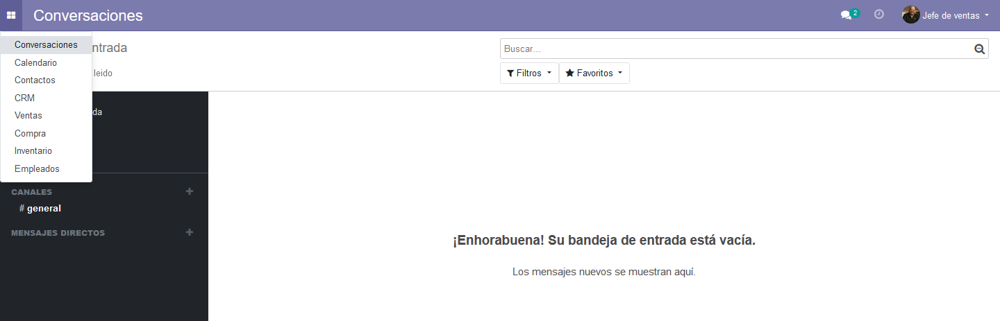 Conversaciones
2
Jefe de ventas
Conversaciones
Calendario
Contactos
CRM
Ventas
Compra
Inventario
Empleados
ntrada
leido
Buscar...
Filtros
Favoritos
da
CANALES
# general
MENSAJES DIRECTOS
¡Enhorabuena! Su bandeja de entrada está vacía.
Los mensajes nuevos se muestran aquí.